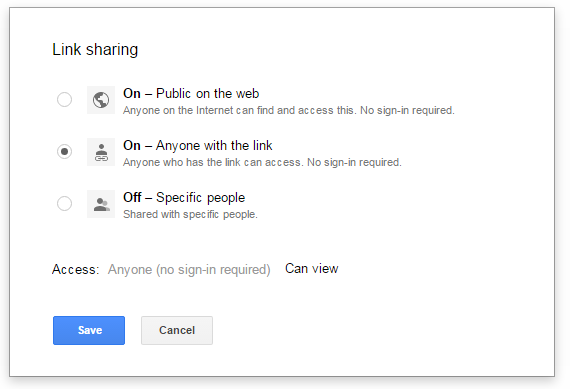 Link sharing
On – Public on the web
Anyone on the Internet can find and access this. No sign-in required.
On – Anyone with the link
Anyone who has the link can access. No sign-in required.
Off – Specific people
Shared with specific people.
Access: Anyone (no sign-in required) Can view
Save Cancel